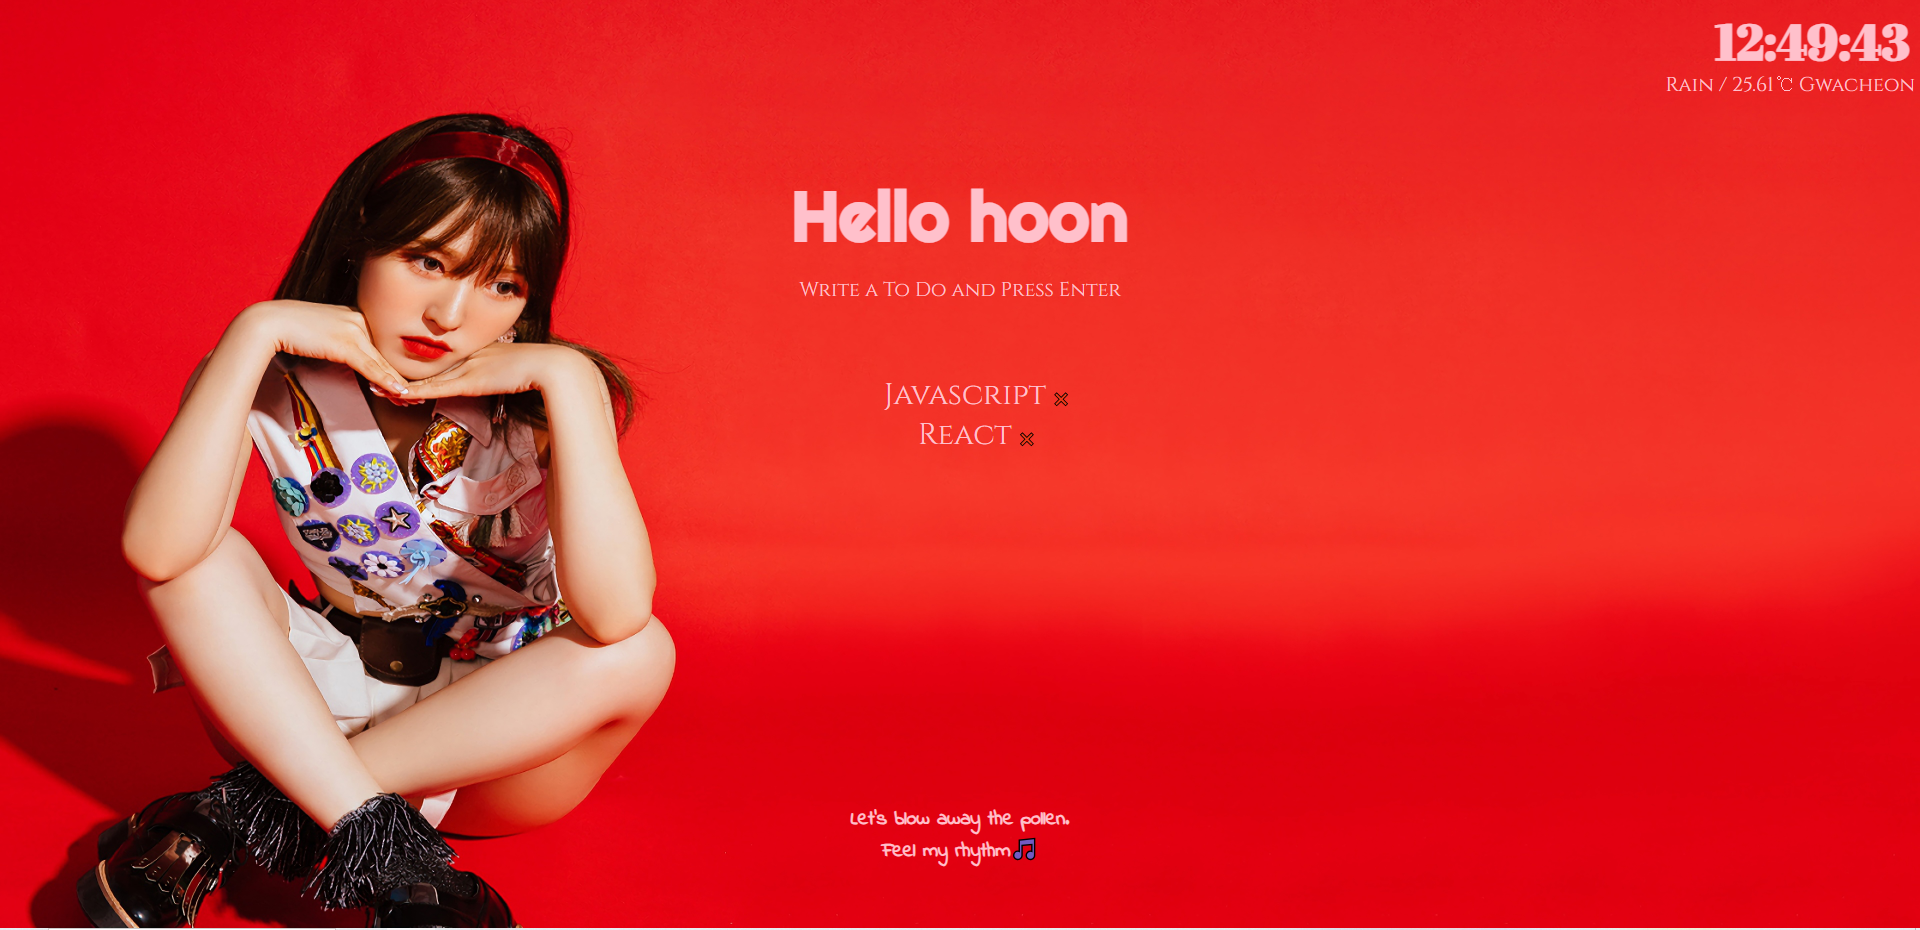 12:49:43
Rain / 25.61℃ Gwacheon
Hello hoon
Write a To Do and Press Enter
Javascript
React
Let's blow away the pollen.
Feel my rhythm🎵